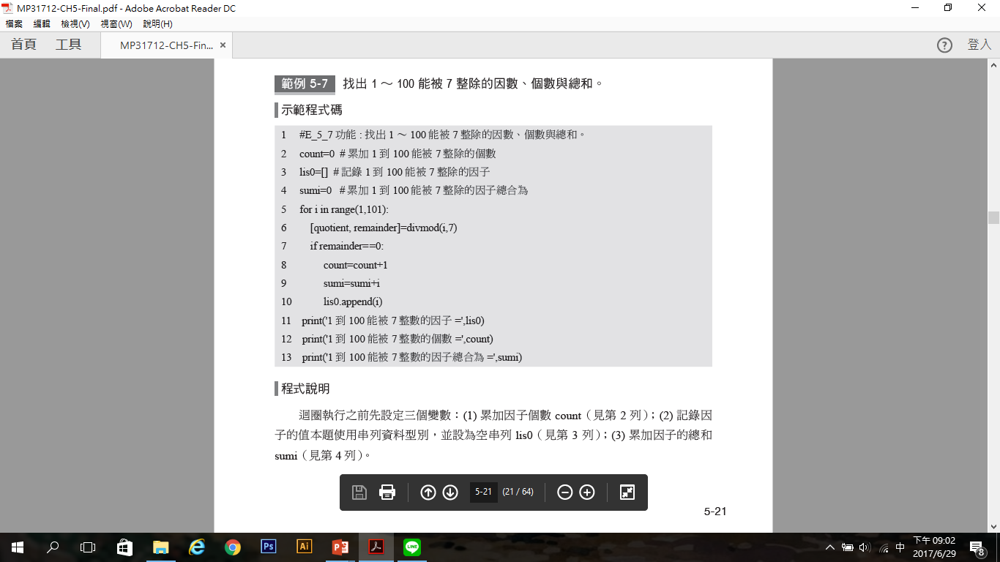 MP31712-CH5-Final.pdf - Adobe Acrobat Reader DC
檔案 編輯 檢視(V) 視窗(W) 說明(H)
首頁 工具 MP31712-CH5-Fin... × ? 登入
範例 5-7 找出 1 ～ 100 能被 7 整除的因數、個數與總和。
示範程式碼
1 #E_5_7 功能 : 找出 1 ～ 100 能被 7 整除的因數、個數與總和。
2 count=0 # 累加 1 到 100 能被 7 整除的個數
3 lis0=[] # 記錄 1 到 100 能被 7 整除的因子
4 sumi=0 # 累加 1 到 100 能被 7 整除的因子總合為
5 for i in range(1,101):
6 [quotient, remainder]=divmod(i,7)
7 if remainder==0:
8 count=count+1
9 sumi=sumi+i
10 lis0.append(i)
11 print('1 到 100 能被 7 整數的因子 =',lis0)
12 print('1 到 100 能被 7 整數的個數 =',count)
13 print('1 到 100 能被 7 整數的因子總合為 =',sumi)
程式說明
迴圈執行之前先設定三個變數：(1) 累加因子個數 count（見第 2 列）；(2) 記錄因
子的值本題使用串列資料型別，並設為空串列 lis0（見第 3 列）；(3) 累加因子的總和
sumi（見第 4 列）。
5-21 (21 / 64)
5-21
Ps Ai LINE 中 下午 09:02
2017/6/29 8